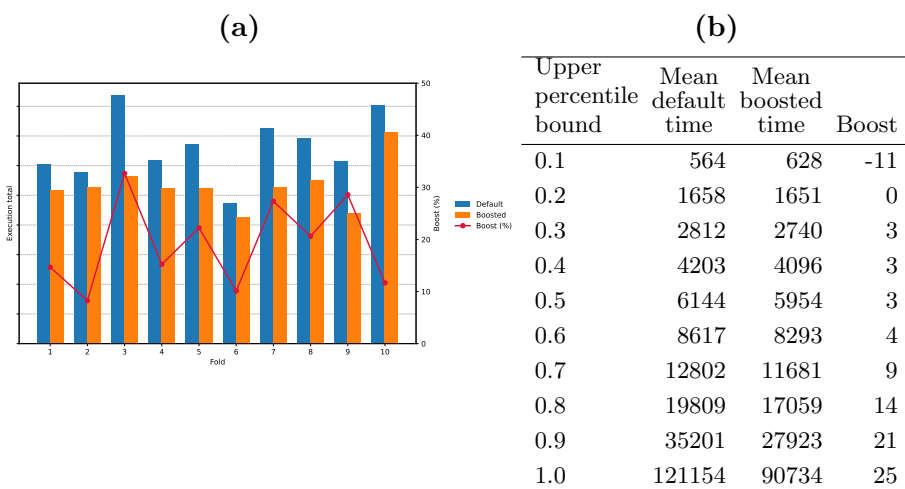 (a)
50
40
30
20
10
0
Execution total
Boost (%)
Default
Boosted
Boost (%)
1 2 3 4 5 6 7 8 9 10
Fold
(b)
Upper percentile bound Mean default time Mean boosted time Boost
0.1 564 628 -11
0.2 1658 1651 0
0.3 2812 2740 3
0.4 4203 4096 3
0.5 6144 5954 3
0.6 8617 8293 4
0.7 12802 11681 9
0.8 19809 17059 14
0.9 35201 27923 21
1.0 121154 90734 25